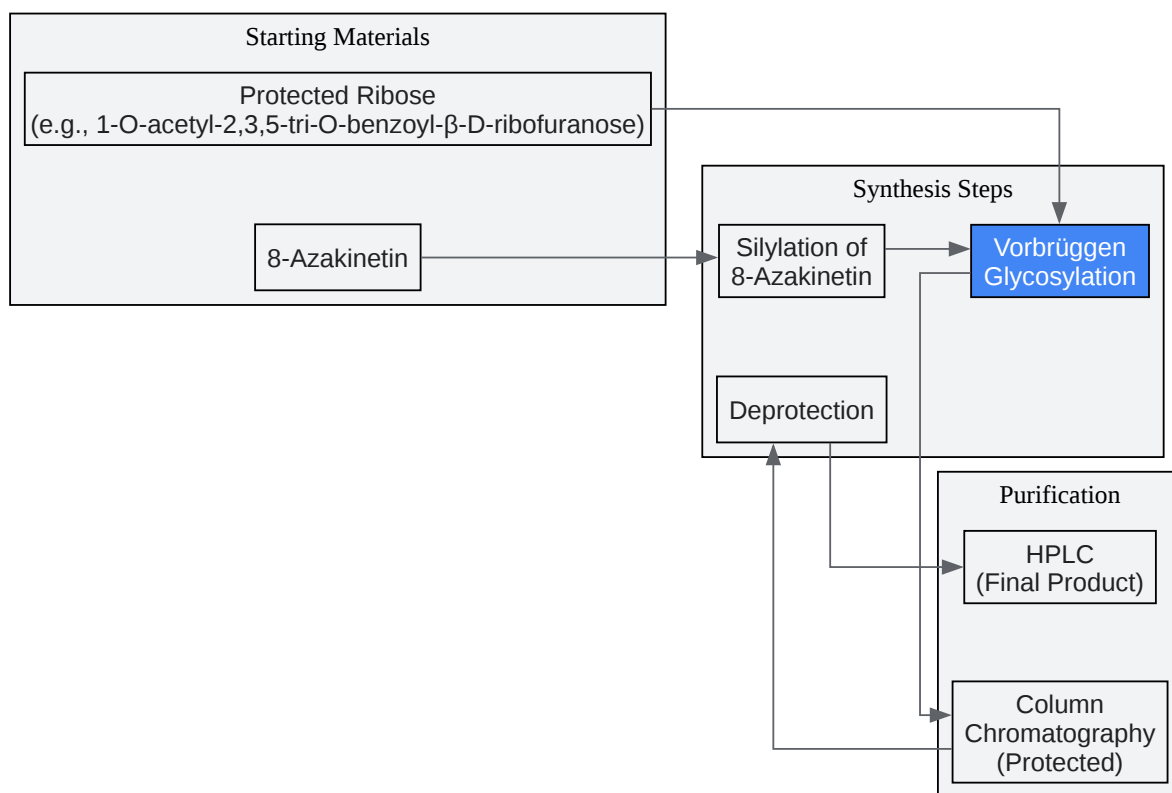 Starting Materials
Protected Ribose
(e.g., 1-O-acetyl-2,3,5-tri-O-benzoyl-β-D-ribofuranose)
8-Azakinetin
Synthesis Steps
Silylation of
8-Azakinetin
Vorbrüggen
Glycosylation
Deprotection
Purification
HPLC
(Final Product)
Column
Chromatography
(Protected)